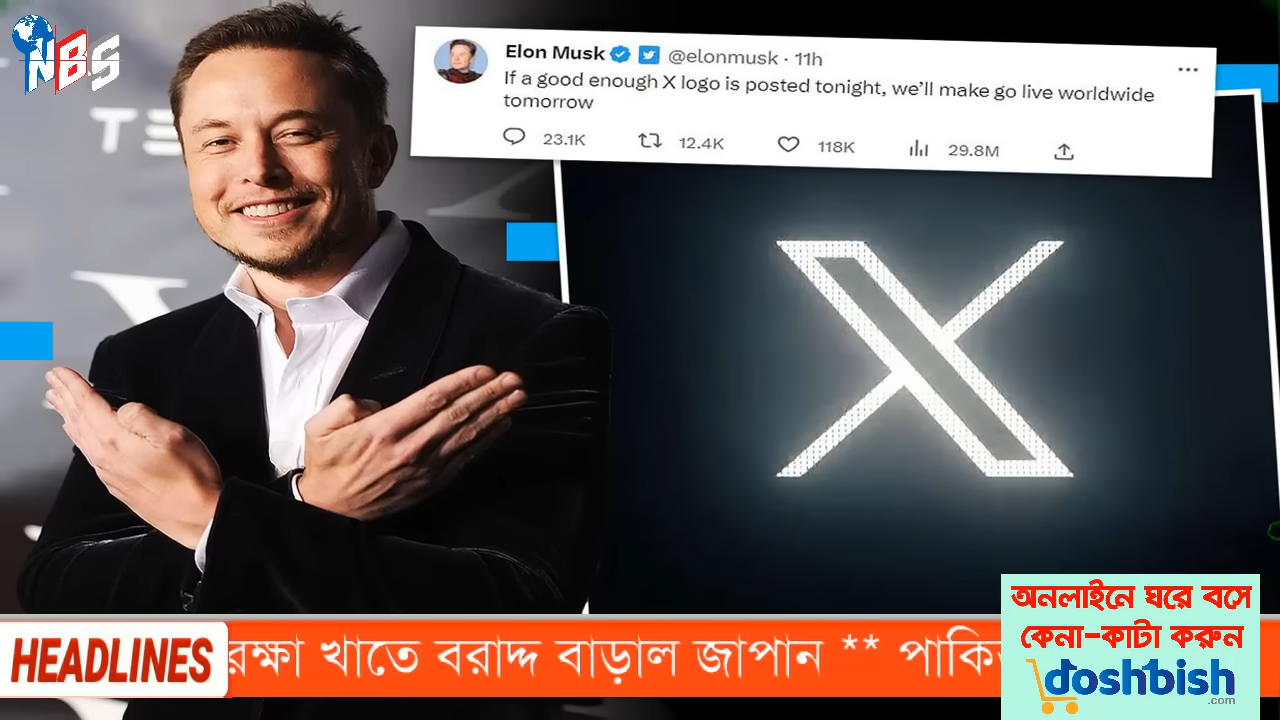 NBS
Elon Musk @elonmusk · 11h
If a good enough X logo is posted tonight, we'll make go live worldwide
tomorrow
23.1K 12.4K 118K 29.8M
X
HEADLINES
রক্ষা খাতে বরাদ্দ বাড়াল জাপান **
অনলাইনে ঘরে বসে
কেনা-কাটা করুন
doshbish
.com